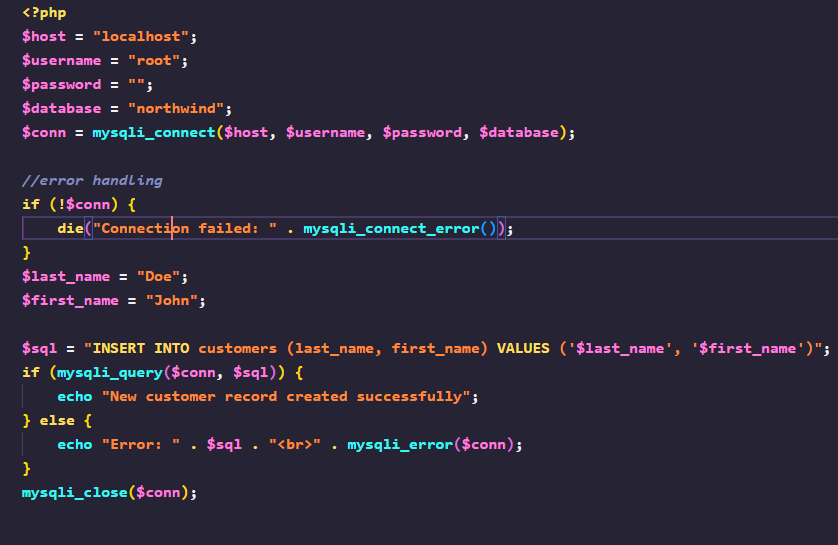 <?php
$host = "localhost";
$username = "root";
$password = "";
$database = "northwind";
$conn = mysqli_connect($host, $username, $password, $database);
//error handling
if (!$conn) {
die("Connection failed: " . mysqli_connect_error());
}
$last_name = "Doe";
$first_name = "John";
$sql = "INSERT INTO customers (last_name, first_name) VALUES ('$last_name', '$first_name')";
if (mysqli_query($conn, $sql)) {
echo "New customer record created successfully";
} else {
echo "Error: " . $sql . "<br>" . mysqli_error($conn);
}
mysqli_close($conn);